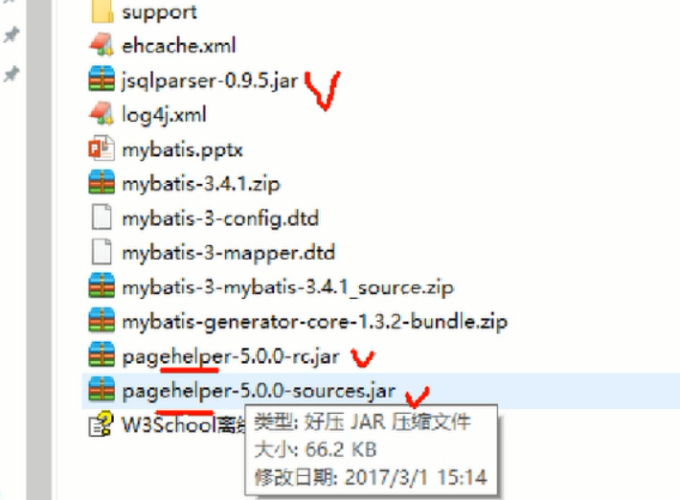 support
ehcache.xml
jsqlparser-0.9.5.jar
log4j.xml
mybatis.pptx
mybatis-3.4.1.zip
mybatis-3-config.dtd
mybatis-3-mapper.dtd
mybatis-3-mybatis-3.4.1_source.zip
mybatis-generator-core-1.3.2-bundle.zip
pagehelper-5.0.0-rc.jar
pagehelper-5.0.0-sources.jar
W3School离线
类型: 好压 JAR 压缩文件
大小: 66.2 KB
修改日期: 2017/3/1 15:14